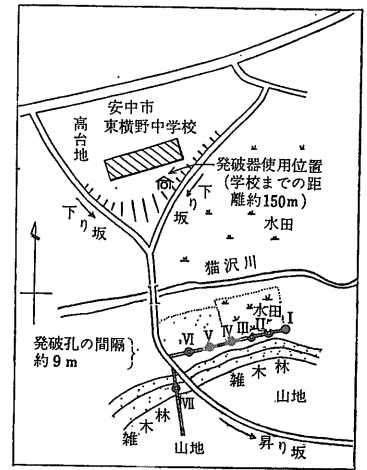 安中市
東横野中学校
高台地
発破器使用位置
(学校までの距
離約150m)
下り坂
下り坂
水田
猫沢川
水田
I
II
III
IV
V
VI
発破孔の間隔
約9m
VII
雑木林
雑木林
山地
山地
昇り坂